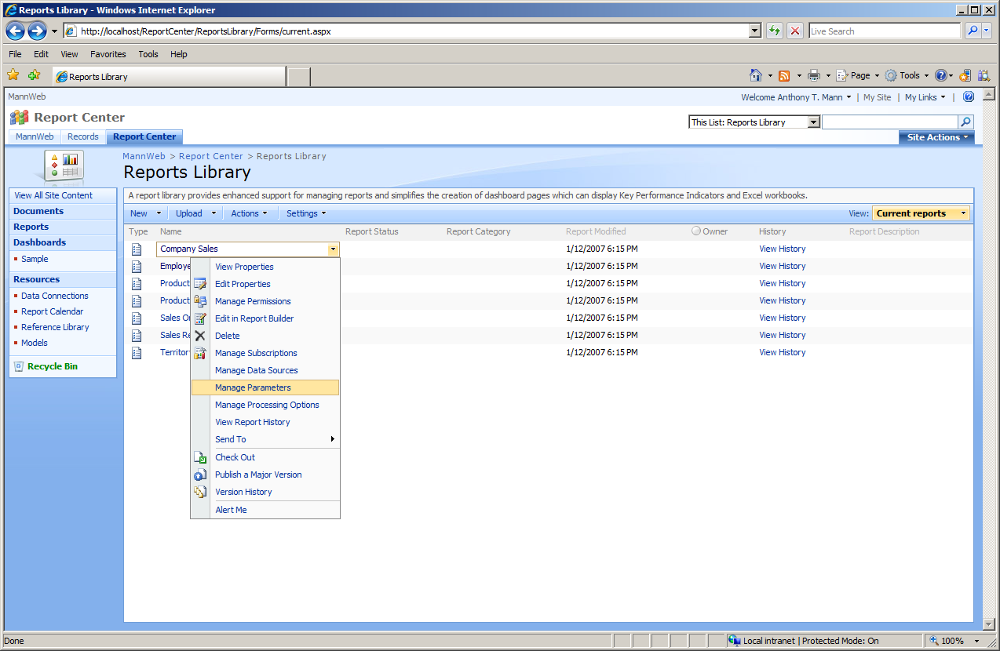 Reports Library - Windows Internet Explorer
http://localhost/ReportCenter/ReportsLibrary/Forms/current.aspx
Live Search
File Edit View Favorites Tools Help
Reports Library
Page Tools
MannWeb
Welcome Anthony T. Mann | My Site | My Links |
Report Center
This List: Reports Library
MannWeb Records Report Center
Site Actions
MannWeb > Report Center > Reports Library
Reports Library
View All Site Content
Documents
Reports
Dashboards
Sample
Resources
Data Connections
Report Calendar
Reference Library
Models
Recycle Bin
A report library provides enhanced support for managing reports and simplifies the creation of dashboard pages which can display Key Performance Indicators and Excel workbooks.
New Upload Actions Settings View: Current reports
Type Name Report Status Report Category Report Modified Owner History Report Description
Company Sales 1/12/2007 6:15 PM View History
Employe 1/12/2007 6:15 PM View History
Product 1/12/2007 6:15 PM View History
Product 1/12/2007 6:15 PM View History
Sales Or 1/12/2007 6:15 PM View History
Sales Re 1/12/2007 6:15 PM View History
Territor 1/12/2007 6:15 PM View History
View Properties
Edit Properties
Manage Permissions
Edit in Report Builder
Delete
Manage Subscriptions
Manage Data Sources
Manage Parameters
Manage Processing Options
View Report History
Send To
Check Out
Publish a Major Version
Version History
Alert Me
Done
Local intranet | Protected Mode: On
100%